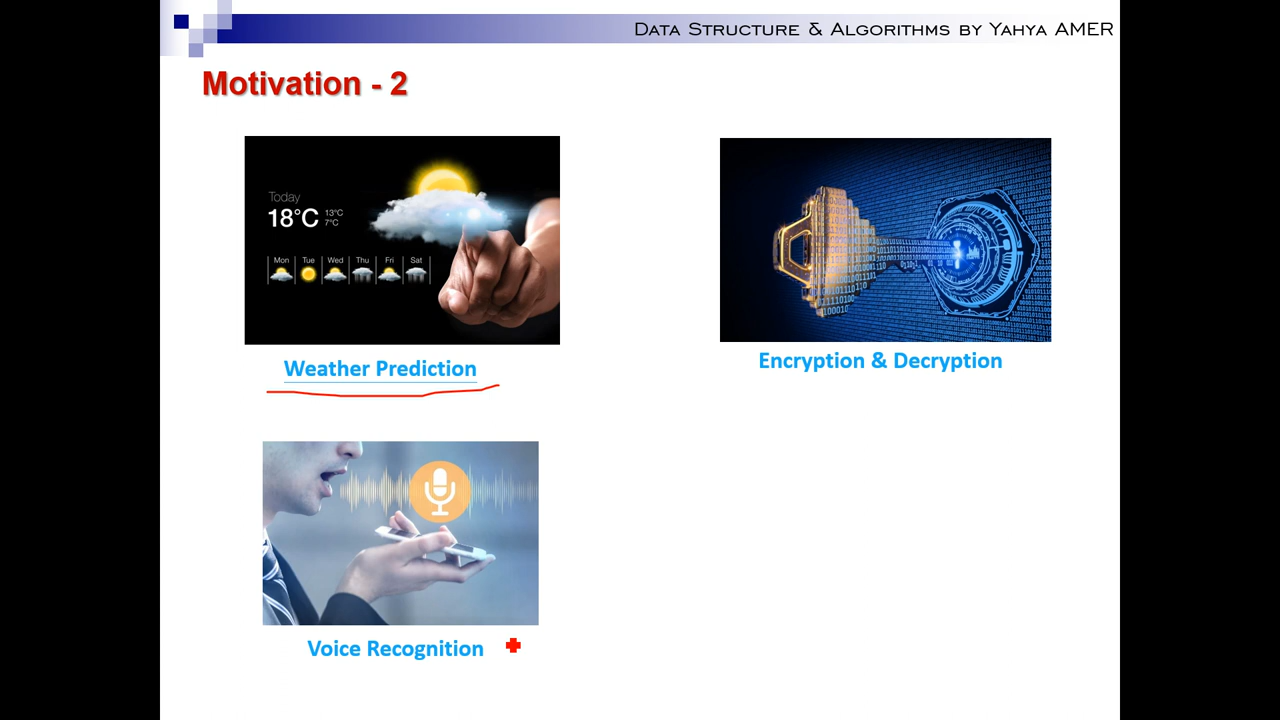 Data Structure & Algorithms by Yahya AMER
Motivation - 2
Today
18°C
13°C
7°C
Mon Tue Wed Thu Fri Sat
Weather Prediction
Encryption & Decryption
Voice Recognition